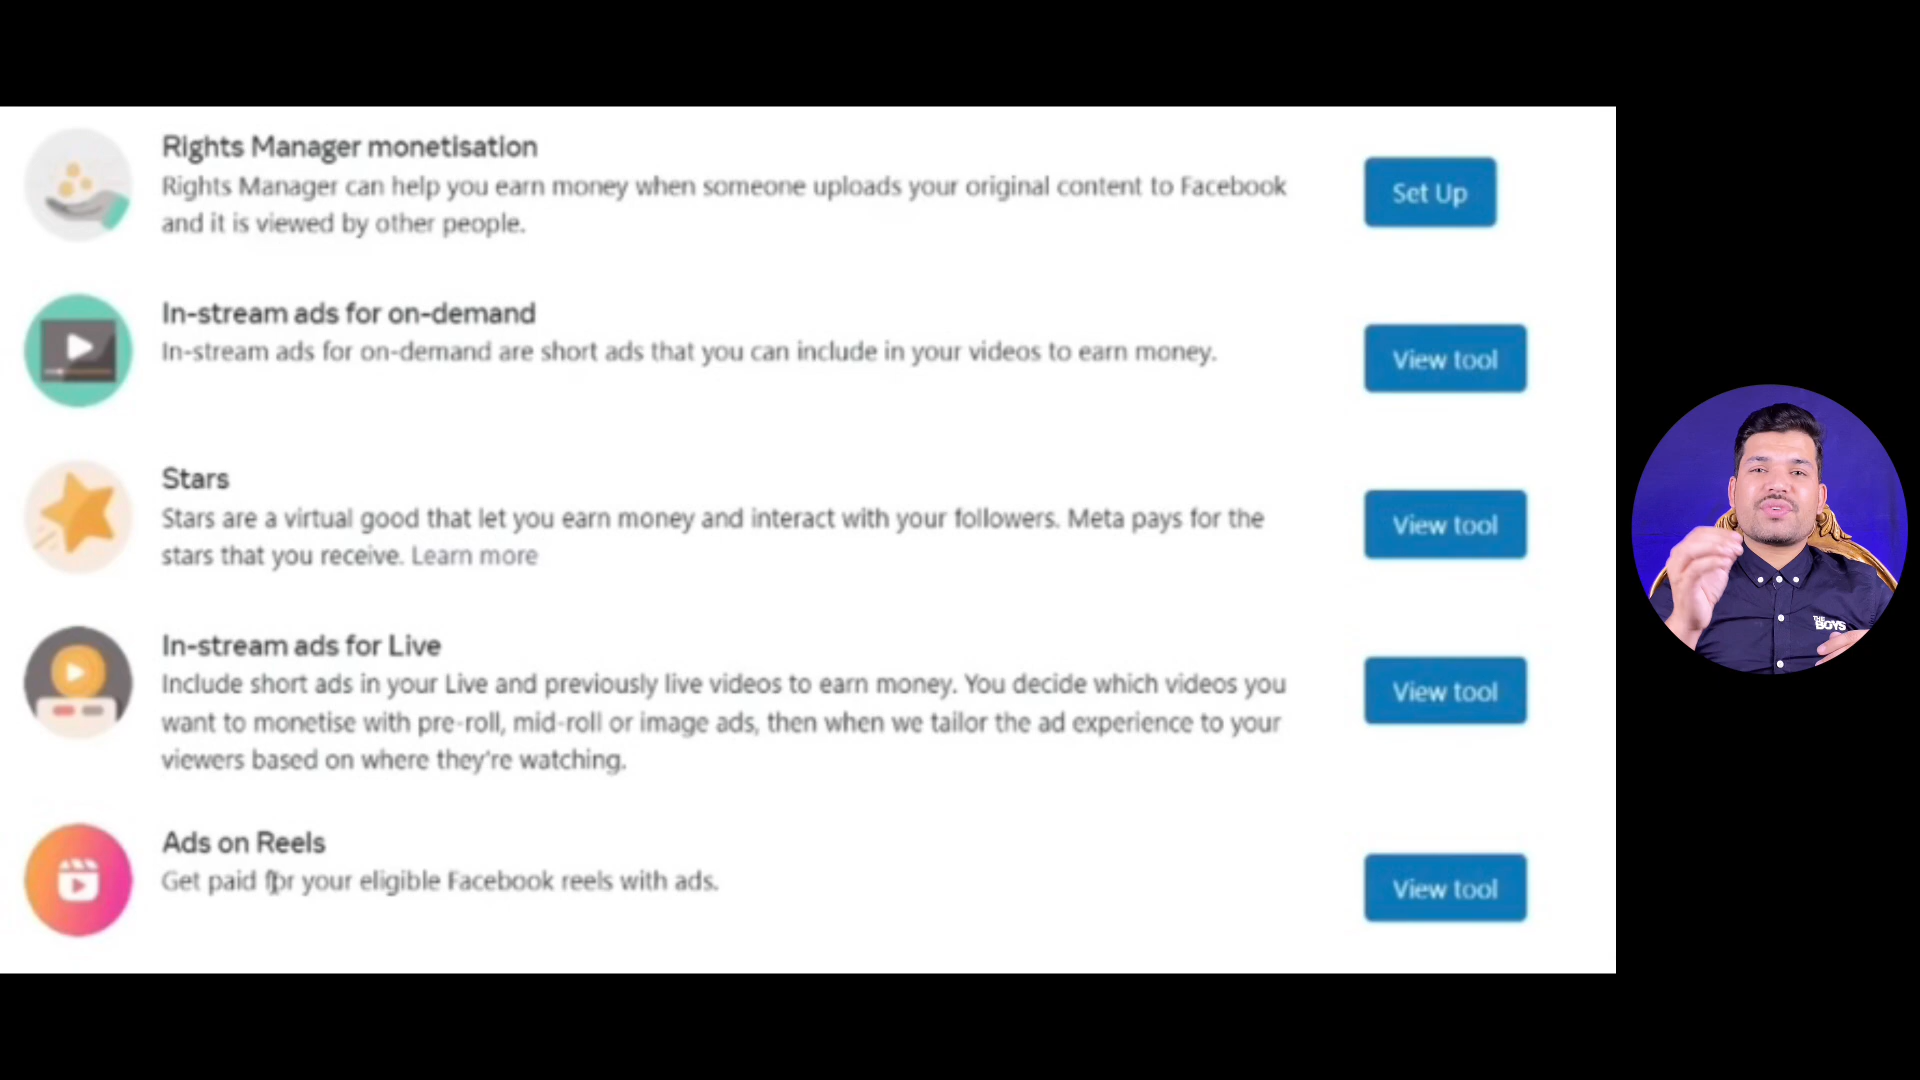 Rights Manager monetisation
Rights Manager can help you earn money when someone uploads your original content to Facebook
and it is viewed by other people.
Set Up
In-stream ads for on-demand
In-stream ads for on-demand are short ads that you can include in your videos to earn money.
View tool
Stars
Stars are a virtual good that let you earn money and interact with your followers. Meta pays for the
stars that you receive. Learn more
View tool
In-stream ads for Live
Include short ads in your Live and previously live videos to earn money. You decide which videos you
want to monetise with pre-roll, mid-roll or image ads, then when we tailor the ad experience to your
viewers based on where they're watching.
View tool
Ads on Reels
Get paid for your eligible Facebook reels with ads.
View tool
THE
BOYS